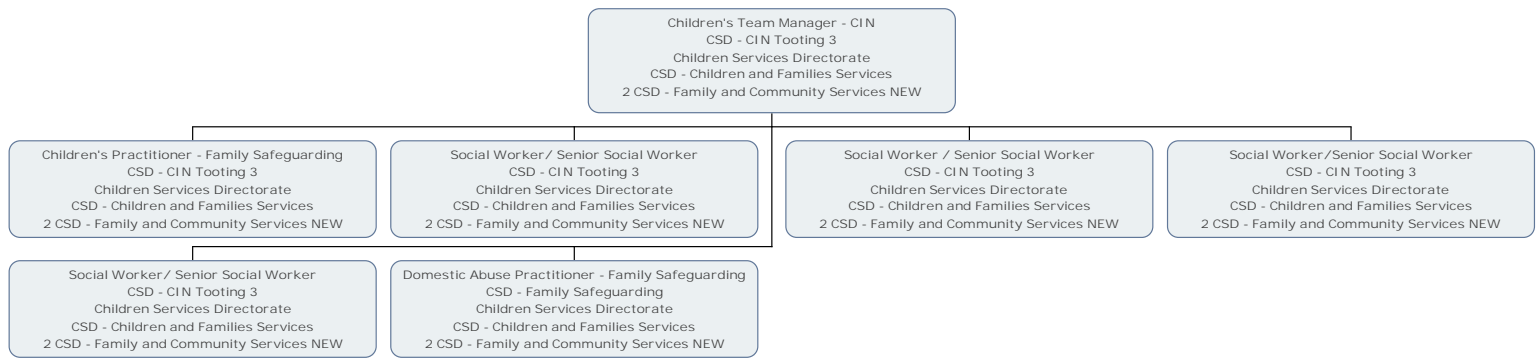 Children's Team Manager - CIN
CSD - CIN Tooting 3
Children Services Directorate
CSD - Children and Families Services
2 CSD - Family and Community Services NEW
Children's Practitioner - Family Safeguarding
CSD - CIN Tooting 3
Children Services Directorate
CSD - Children and Families Services
2 CSD - Family and Community Services NEW
Social Worker/ Senior Social Worker
CSD - CIN Tooting 3
Children Services Directorate
CSD - Children and Families Services
2 CSD - Family and Community Services NEW
Social Worker / Senior Social Worker
CSD - CIN Tooting 3
Children Services Directorate
CSD - Children and Families Services
2 CSD - Family and Community Services NEW
Social Worker/Senior Social Worker
CSD - CIN Tooting 3
Children Services Directorate
CSD - Children and Families Services
2 CSD - Family and Community Services NEW
Social Worker/ Senior Social Worker
CSD - CIN Tooting 3
Children Services Directorate
CSD - Children and Families Services
2 CSD - Family and Community Services NEW
Domestic Abuse Practitioner - Family Safeguarding
CSD - Family Safeguarding
Children Services Directorate
CSD - Children and Families Services
2 CSD - Family and Community Services NEW